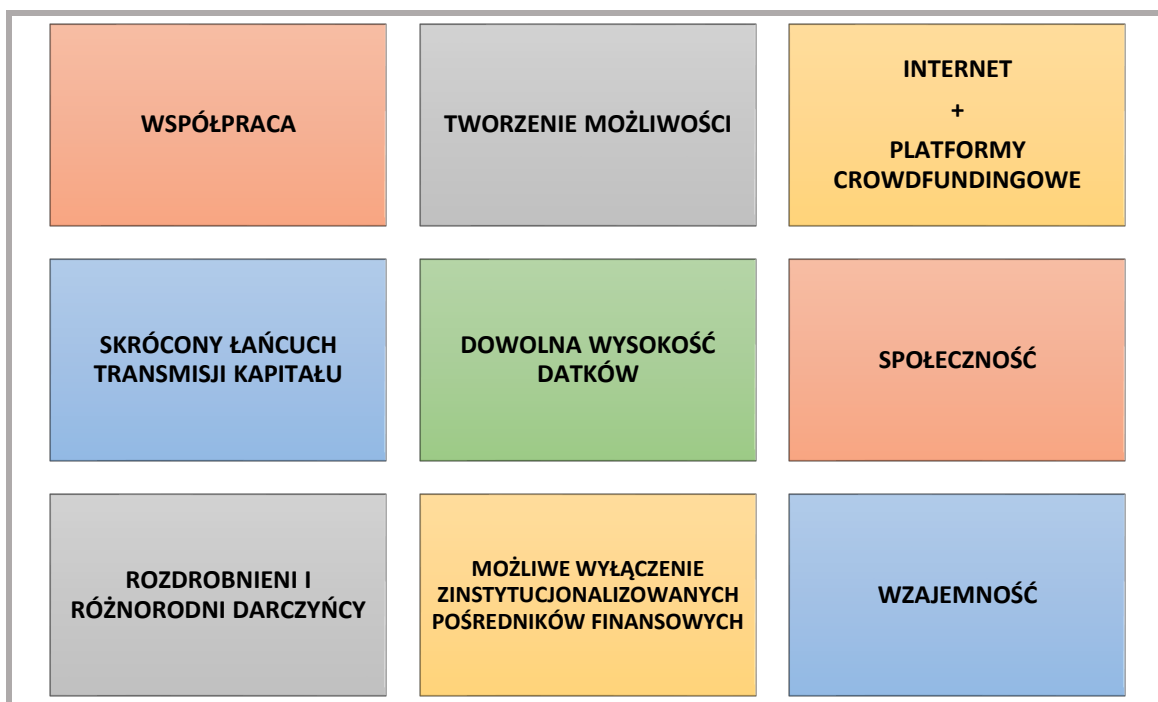 WSPÓŁPRACA
TWORZENIE MOŻLIWOŚCI
INTERNET
+
PLATFORMY
CROWDFUNDINGOWE
SKRÓCONY ŁAŃCUCH
TRANSMISJI KAPITAŁU
DOWOLNA WYSOKOŚĆ
DATKÓW
SPOŁECZNOŚĆ
ROZDROBNIENI I
RÓŻNORODNI DARCZYŃCY
MOŻLIWE WYŁĄCZENIE
ZINSTYTUCJONALIZOWANYCH
POŚREDNIKÓW FINANSOWYCH
WZAJEMNOŚĆ